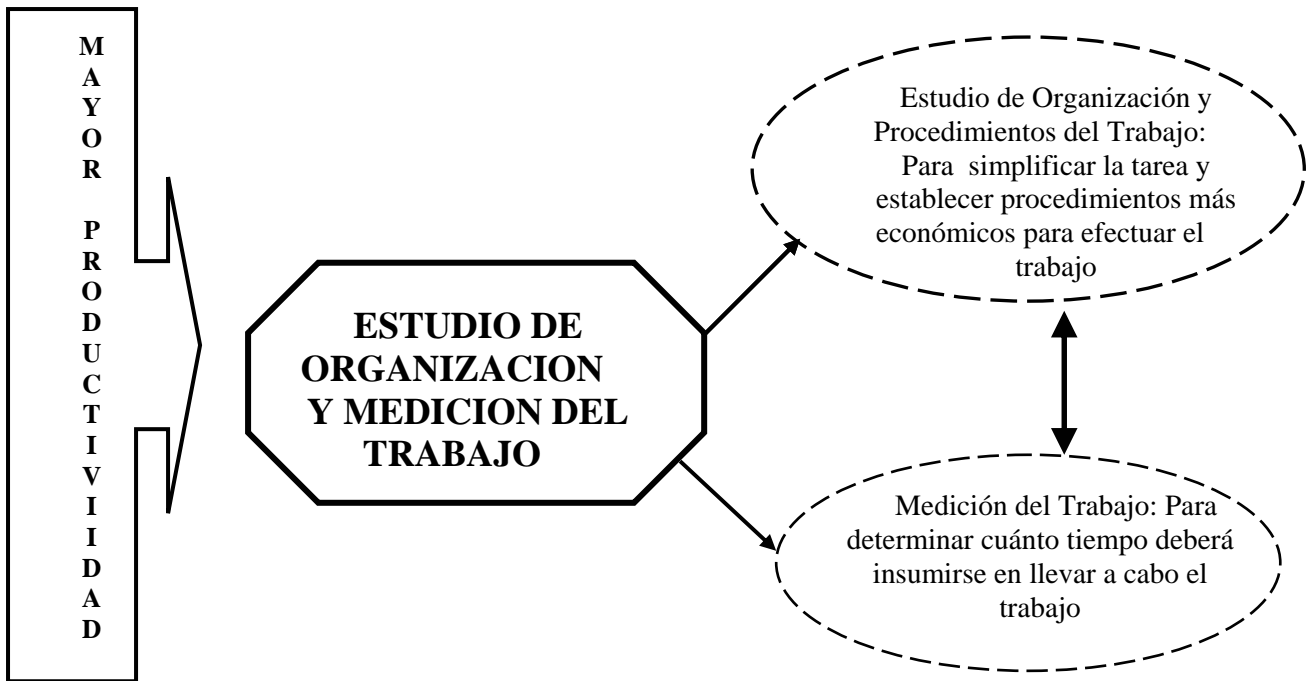 MAYOR PRODUCTIVIDAD
Estudio de Organización y
Procedimientos del Trabajo:
Para simplificar la tarea y
establecer procedimientos más
económicos para efectuar el
trabajo
ESTUDIO DE
ORGANIZACION
Y MEDICION DEL
TRABAJO
Medición del Trabajo: Para
determinar cuánto tiempo deberá
insumirse en llevar a cabo el
trabajo